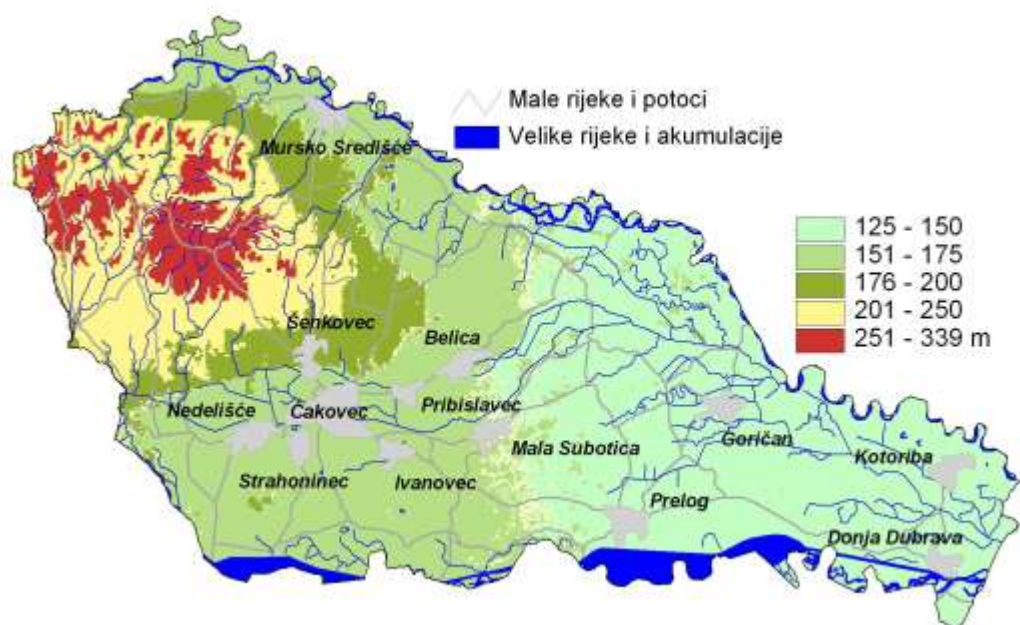 Male rijeke i potoci
Velike rijeke i akumulacije
Mursko Središće
125 - 150
151 - 175
176 - 200
201 - 250
251 - 339 m
Šenkovec
Belica
Nedelišće
Čakovec
Pribislavec
Mala Subotica
Goričan
Kotoriba
Strahoninec
Ivanovec
Prelog
Donja Dubrava